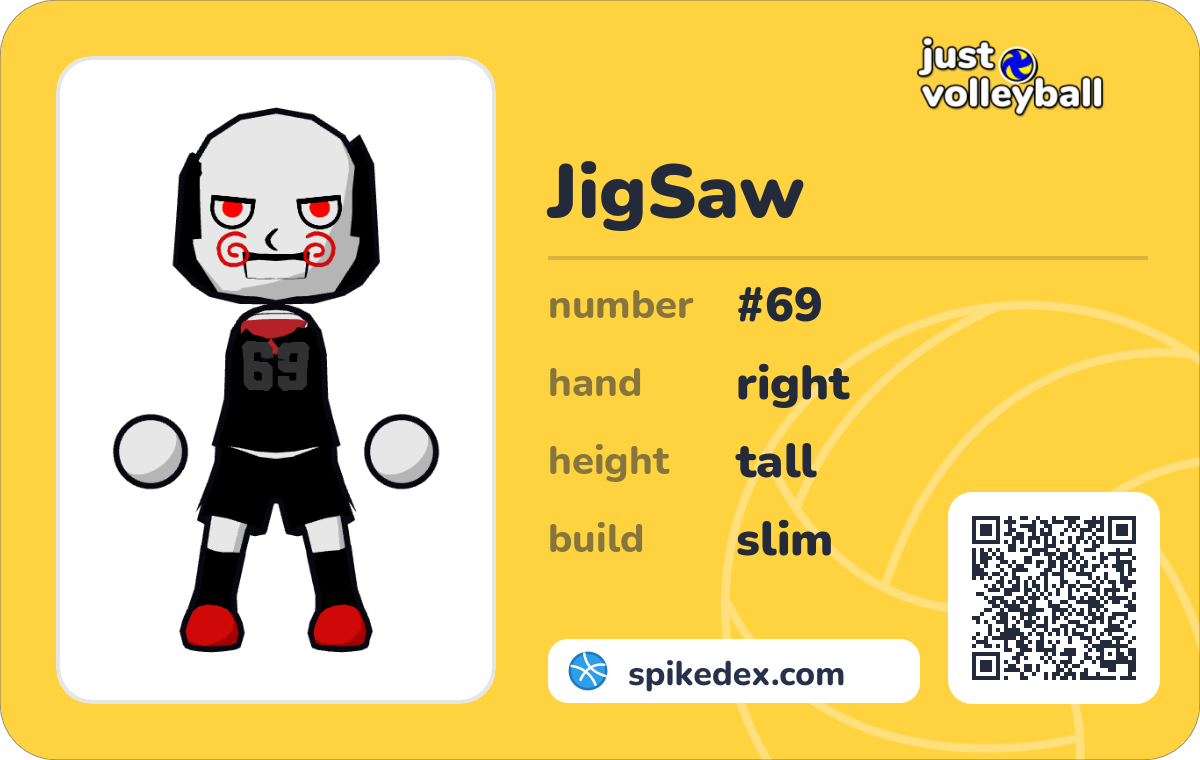 just
volleyball
JigSaw
number #69
hand right
height tall
build slim
69
spikedex.com